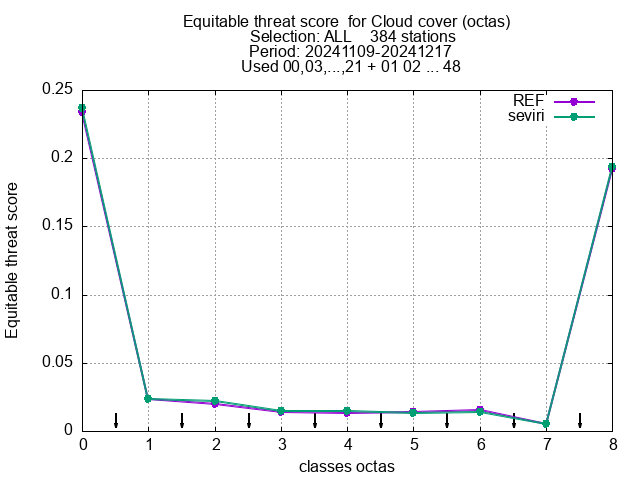 Equitable threat score  for Cloud cover (octas)
Selection: ALL    384 stations
Period: 20241109-20241217
Used 00,03,...,21 + 01 02 ... 48
REF
seviri
0.25
0.2
0.15
0.1
0.05
0
Equitable threat score
0 1 2 3 4 5 6 7 8
classes octas